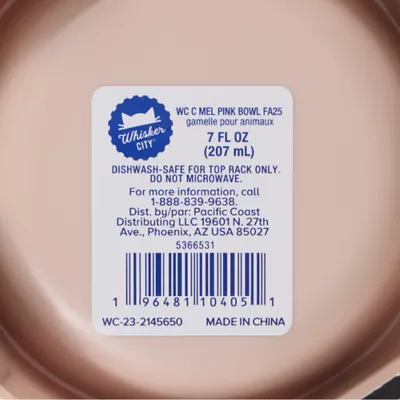 Whisker
CITY®
WC C MEL PINK BOWL FA25
gamelle pour animaux
7 FL OZ
(207 mL)
DISHWASH-SAFE FOR TOP RACK ONLY.
DO NOT MICROWAVE.
For more information, call
1-888-839-9638.
Dist. by/par: Pacific Coast
Distributing LLC 19601 N. 27th
Ave., Phoenix, AZ USA 85027
5366531
1 96481 10405 1
WC-23-2145650 MADE IN CHINA